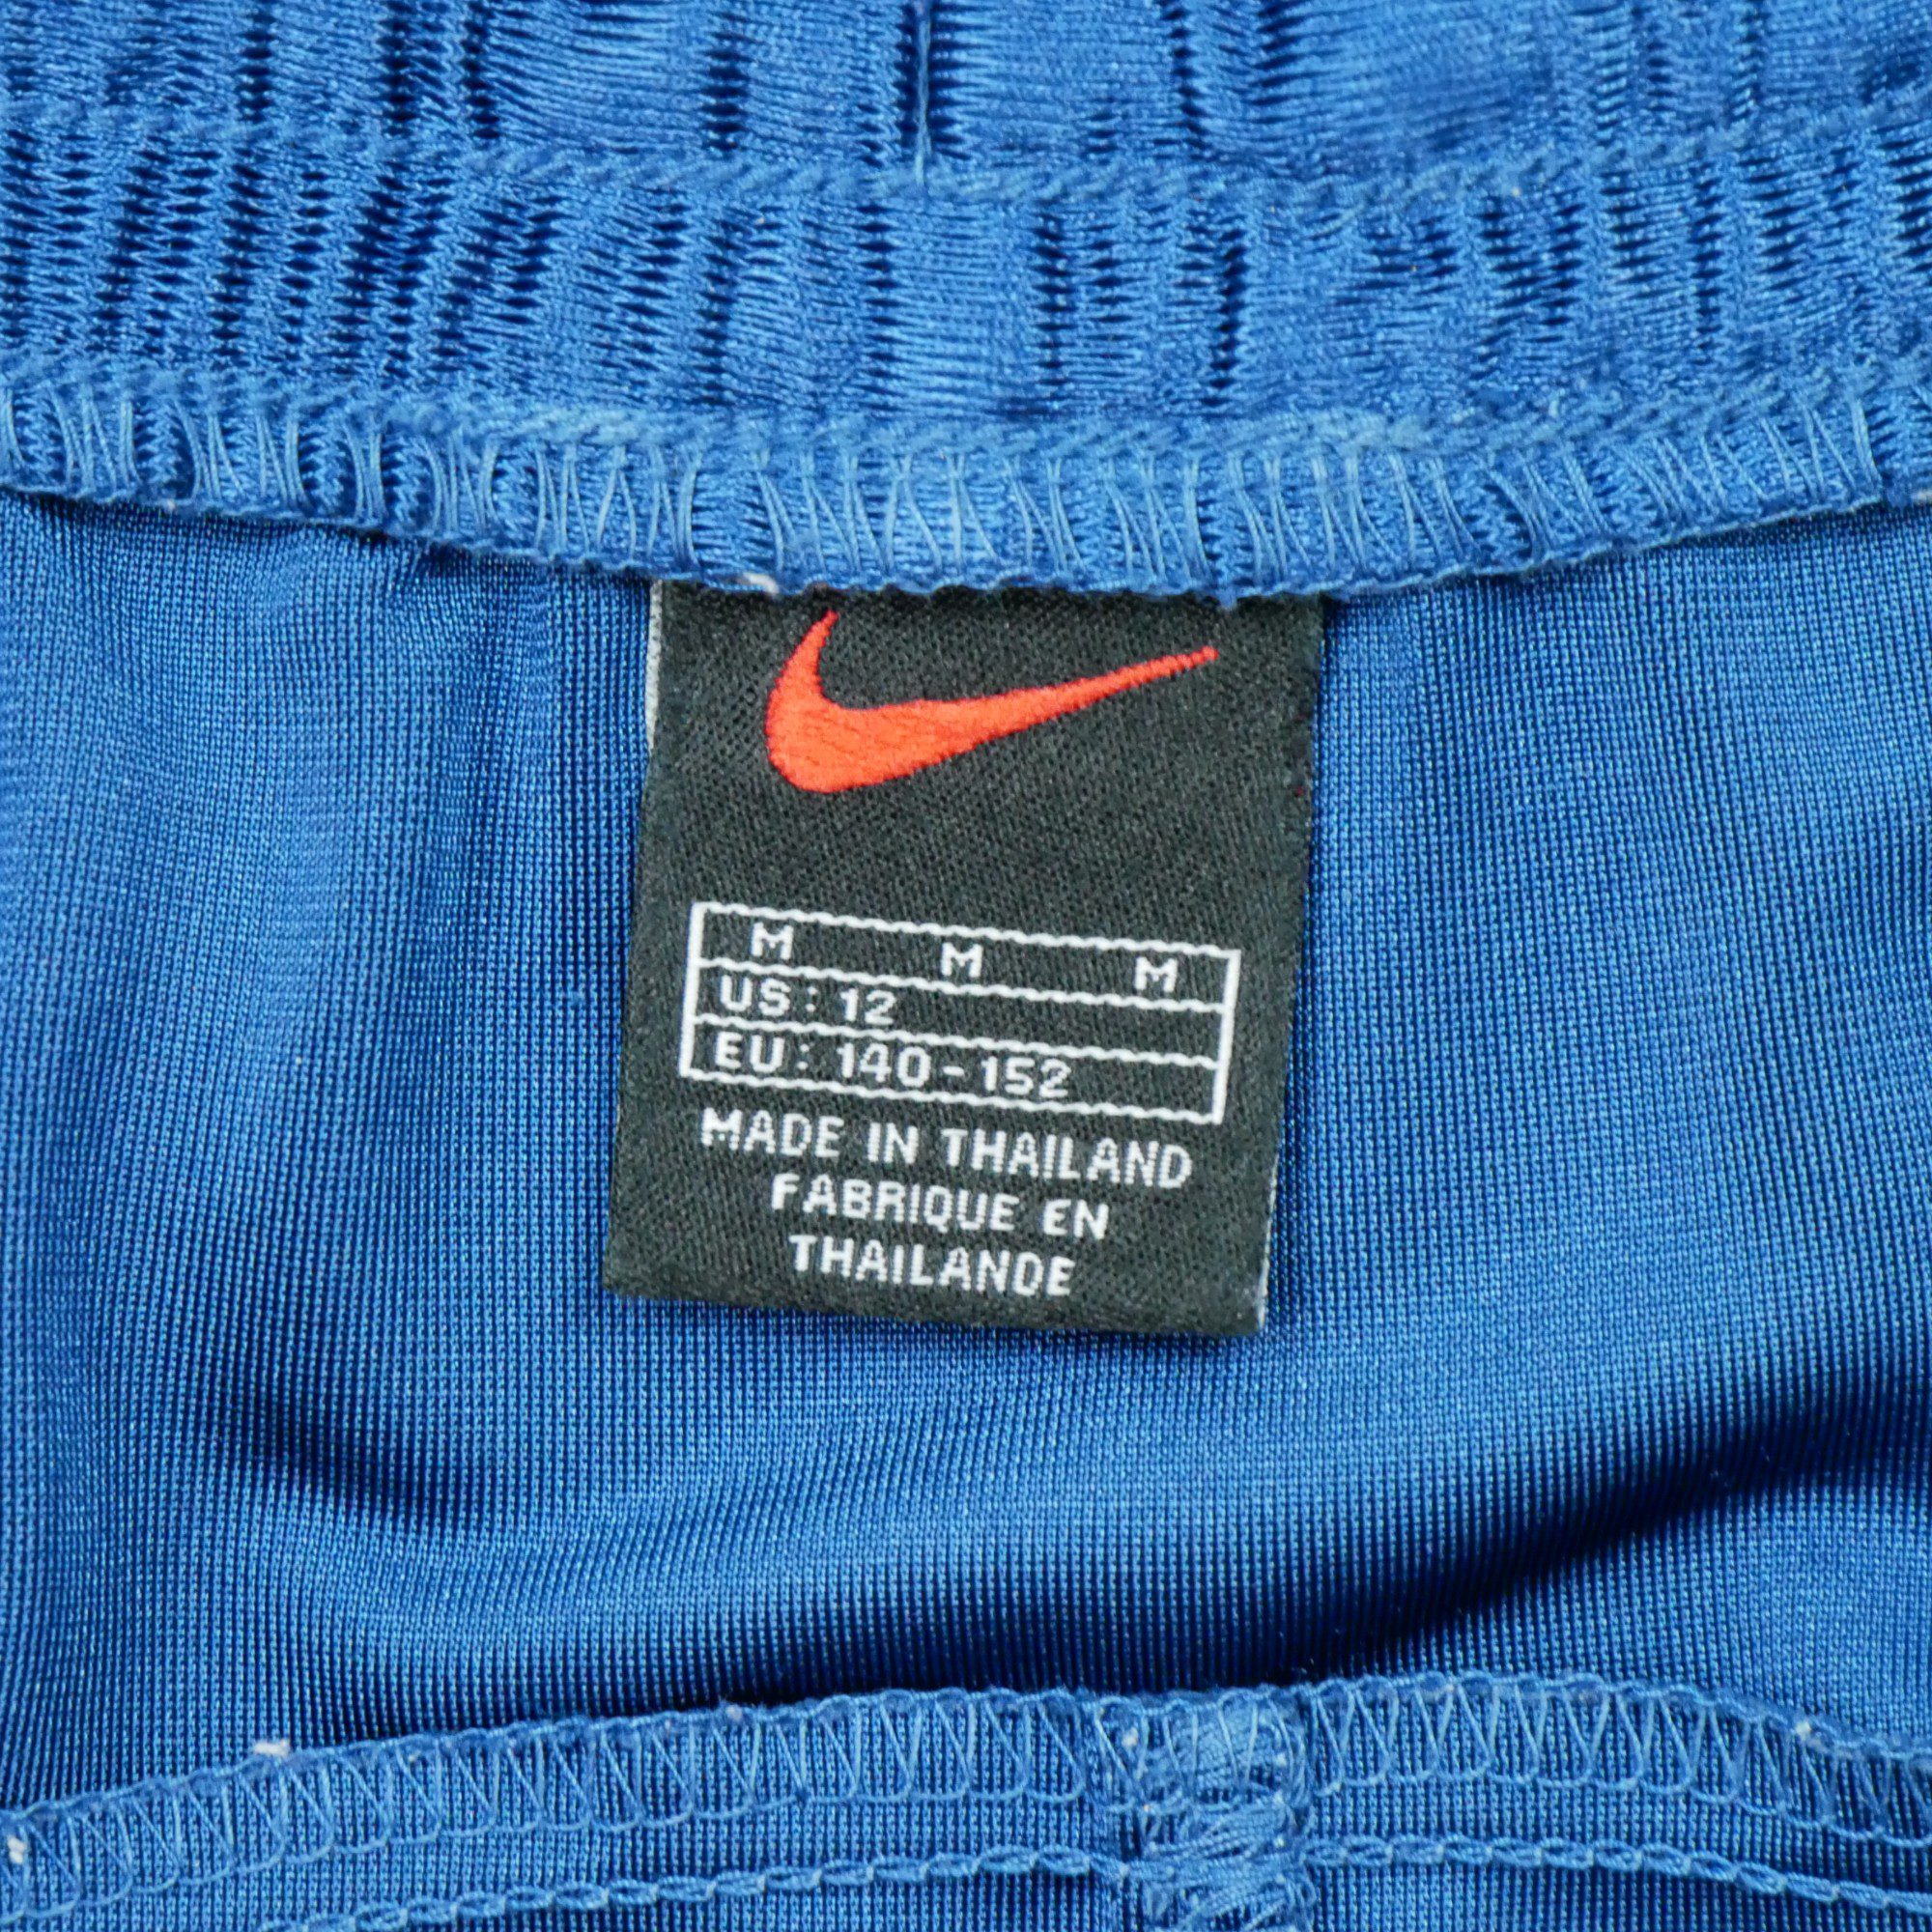 M M M
US: 12
EU: 140-152
MADE IN THAILAND
FABRIQUE EN
THAILANDE